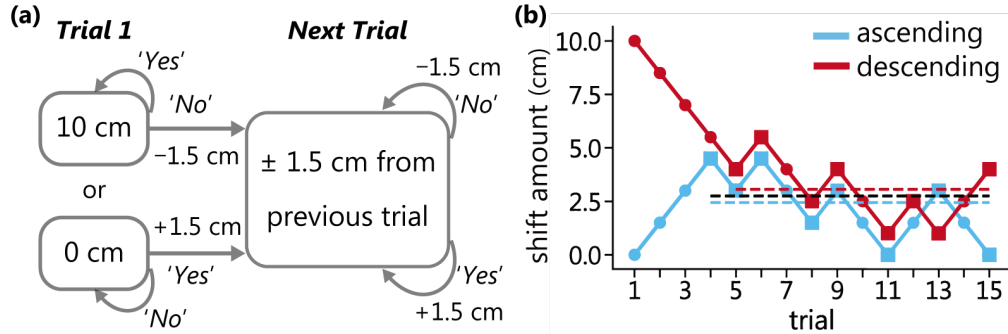 (a)
Trial 1
Next Trial
'Yes'
10 cm
'No'
−1.5 cm
or
+1.5 cm
'Yes'
0 cm
'No'
−1.5 cm
'No'
± 1.5 cm from
previous trial
'Yes'
+1.5 cm
(b)
ascending
descending
shift amount (cm)
10.0
7.5
5.0
2.5
0.0
1 3 5 7 9 11 13 15
trial